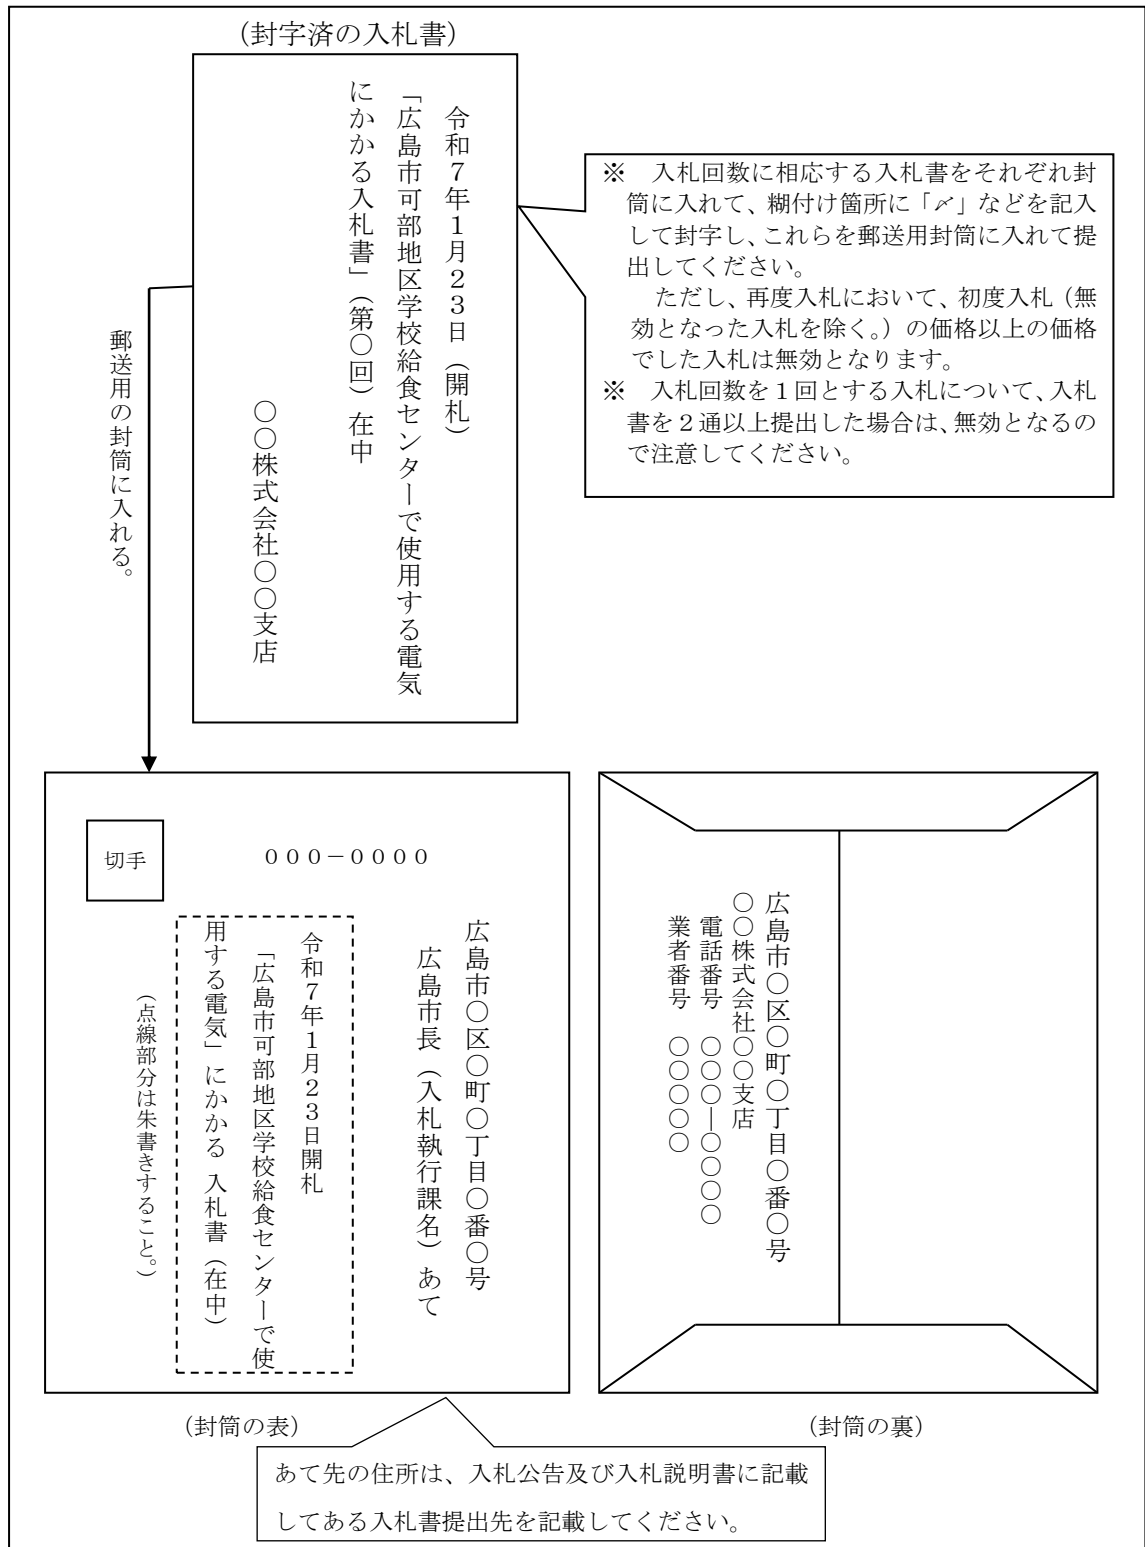 (封字済の入札書)
令和7年1月23日(開札)
「広島市可部地区学校給食センターで使用する電気
にかかる入札書」(第○回)在中
○○株式会社○○支店
※ 入札回数に相応する入札書をそれぞれ封
筒に入れて、糊付け箇所に「〆」などを記入
して封字し、これらを郵送用封筒に入れて提
出してください。
ただし、再度入札において、初度入札(無
効となった入札を除く。)の価格以上の価格
でした入札は無効となります。
※ 入札回数を1回とする入札について、入札
書を2通以上提出した場合は、無効となるの
で注意してください。
郵送用の封筒に入れる。
切手
000-0000
広島市○区○町○丁目○番○号
広島市長(入札執行課名)あて
令和7年1月23日開札
「広島市可部地区学校給食センターで使
用する電気」にかかる 入札書(在中)
(点線部分は朱書きすること。)
(封筒の表)
広島市○区○町○丁目○番○号
○○株式会社○○支店
電話番号 ○○○―○○○○
業者番号 ○○○○○
(封筒の裏)
あて先の住所は、入札公告及び入札説明書に記載
してある入札書提出先を記載してください。